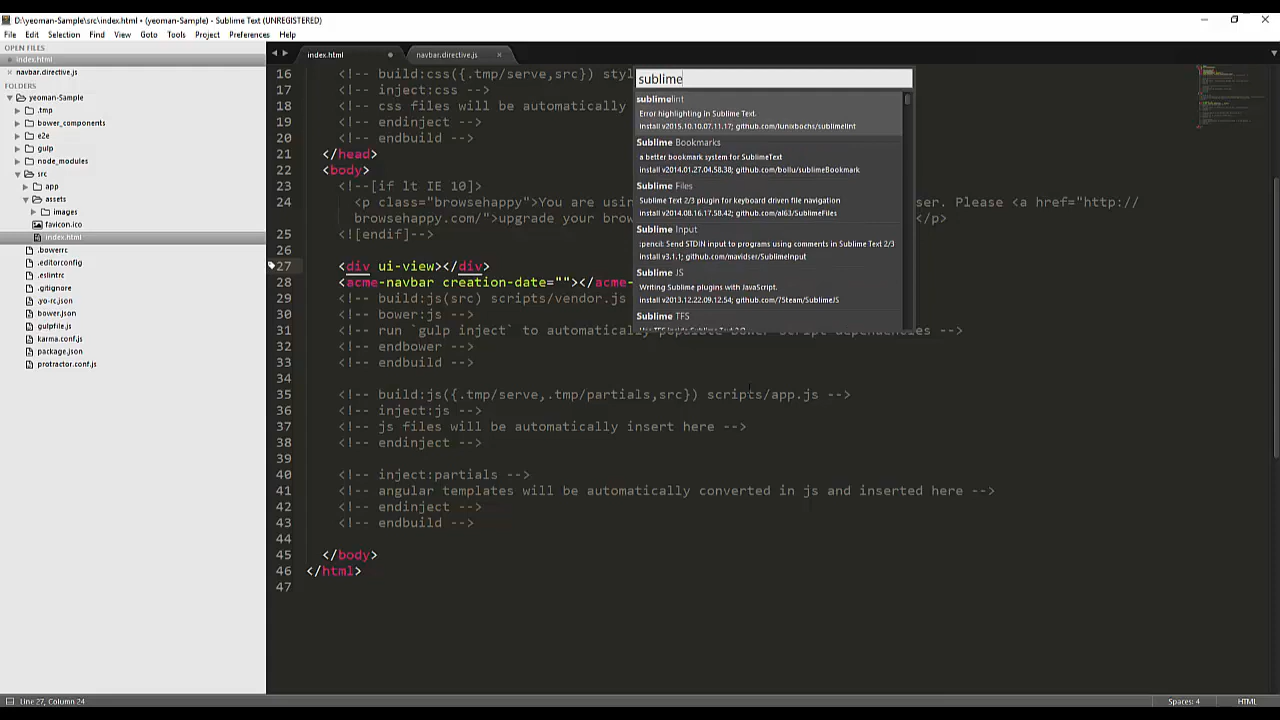 D:\yeoman-Sample\src\index.html • (yeoman-Sample) - Sublime Text (UNREGISTERED)
File Edit Selection Find View Goto Tools Project Preferences Help
OPEN FILES
index.html
navbar.directive.js
FOLDERS
yeoman-Sample
.tmp
bower_components
e2e
gulp
node_modules
src
app
assets
images
favicon.ico
index.html
.bowerrc
.editorconfig
.eslintrc
.gitignore
.yo-rc.json
bower.json
gulpfile.js
karma.conf.js
package.json
protractor.conf.js
index.html
navbar.directive.js
16 <!-- build:css({.tmp/serve,src}) styl
17 <!-- inject:css -->
18 <!-- css files will be automatically
19 <!-- endinject -->
20 <!-- endbuild -->
21 </head>
22 <body>
23 <!--[if lt IE 10]>
24 <p class="browsehappy">You are usin ser. Please <a href="http://
browsehappy.com/">upgrade your brow </p>
25 <![endif]-->
26
27 <div ui-view></div>
28 <acme-navbar creation-date=""></acme-
29 <!-- build:js(src) scripts/vendor.js
30 <!-- bower:js -->
31 <!-- run `gulp inject` to automatically populate bower script dependencies -->
32 <!-- endbower -->
33 <!-- endbuild -->
34
35 <!-- build:js({.tmp/serve,.tmp/partials,src}) scripts/app.js -->
36 <!-- inject:js -->
37 <!-- js files will be automatically insert here -->
38 <!-- endinject -->
39
40 <!-- inject:partials -->
41 <!-- angular templates will be automatically converted in js and inserted here -->
42 <!-- endinject -->
43 <!-- endbuild -->
44
45 </body>
46 </html>
47
sublime
sublimelint
Error highlighting in Sublime Text.
install v2015.10.10.07.11.17; github.com/lunixbochs/sublimelint
Sublime Bookmarks
a better bookmark system for SublimeText
install v2014.01.27.04.58.38; github.com/bollu/sublimeBookmark
Sublime Files
Sublime Text 2/3 plugin for keyboard driven file navigation
install v2014.08.16.17.58.42; github.com/al63/SublimeFiles
Sublime Input
:pencil: Send STDIN input to programs using comments in Sublime Text 2/3
install v3.1.1; github.com/mavidser/SublimeInput
Sublime JS
Writing Sublime plugins with JavaScript.
install v2013.12.22.09.12.54; github.com/75team/SublimeJS
Sublime TFS
Line 27, Column 24
Spaces: 4
HTML